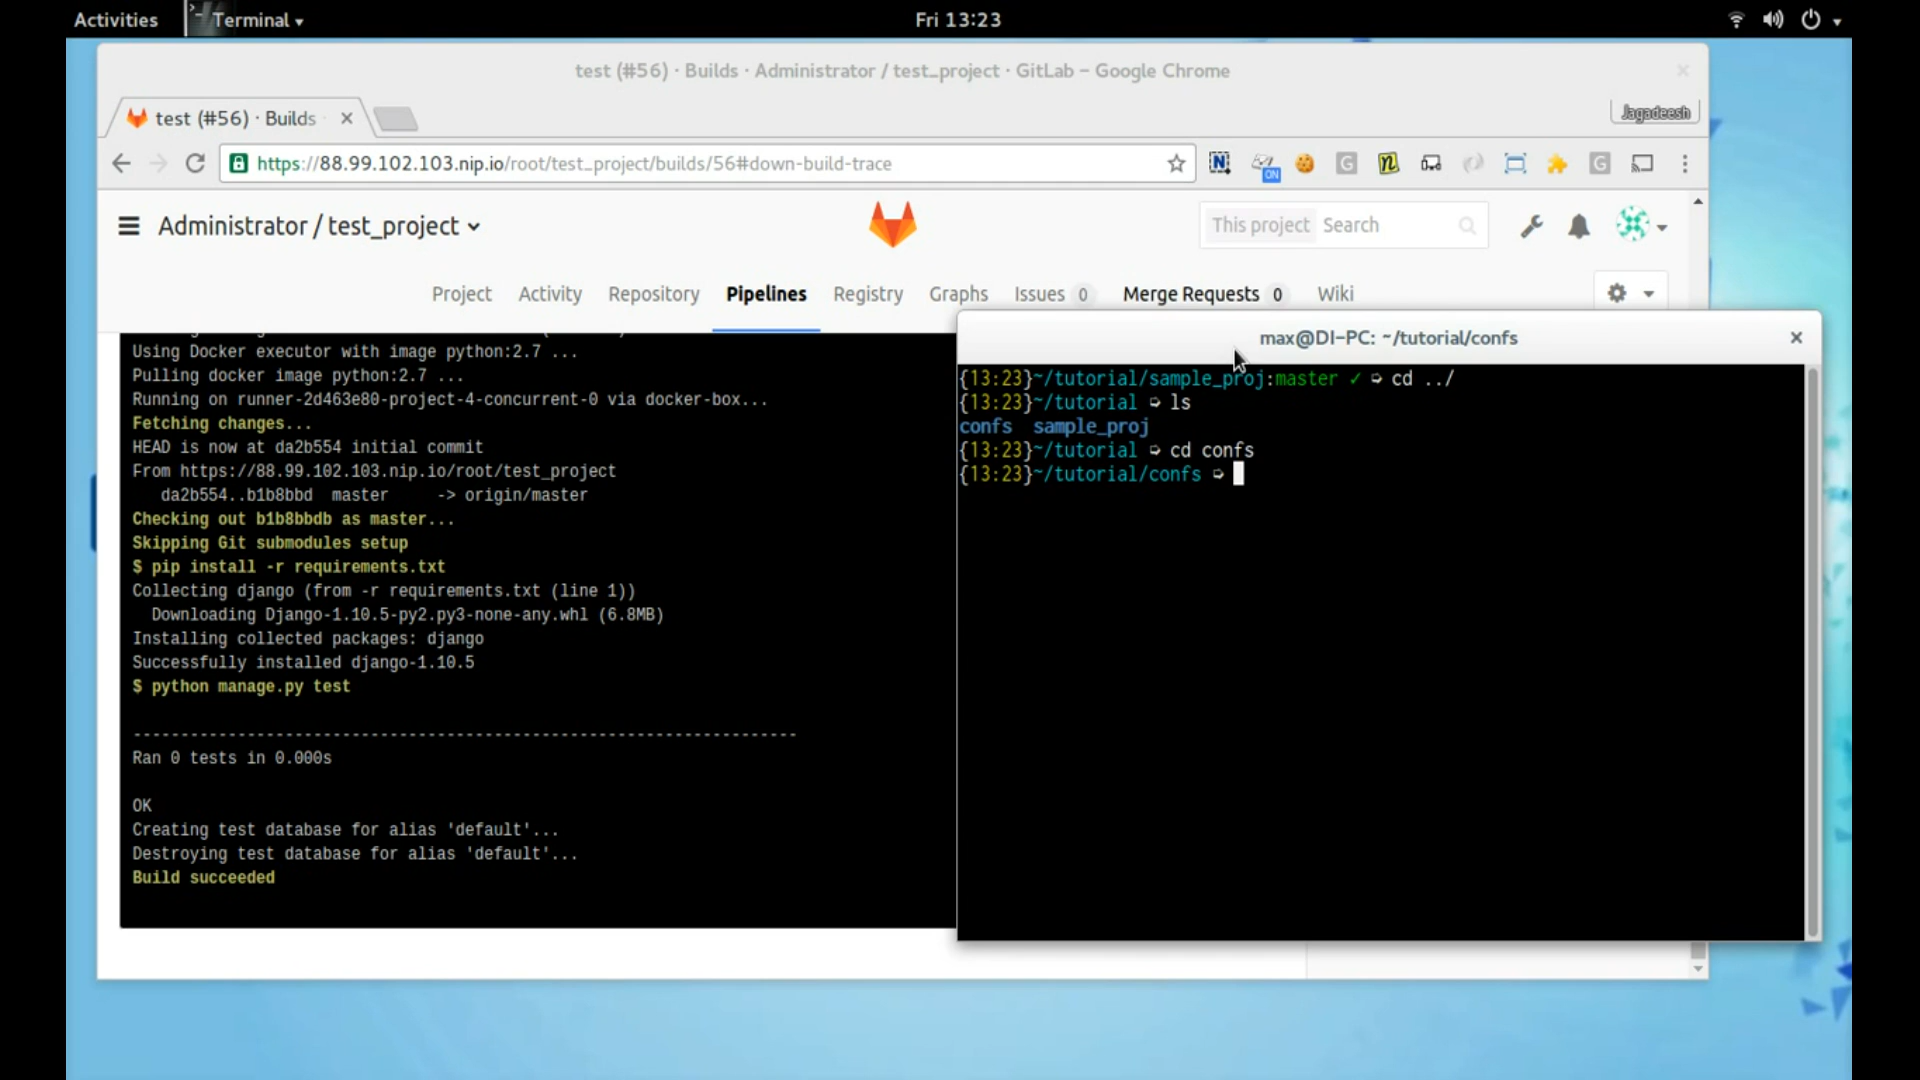 Activities
Terminal
Fri 13:23
test (#56) · Builds · Administrator / test_project · GitLab – Google Chrome
test (#56) · Builds
Jagadeesh
https://88.99.102.103.nip.io/root/test_project/builds/56#down-build-trace
ON
Administrator / test_project
This project
Search
Project
Activity
Repository
Pipelines
Registry
Graphs
Issues 0
Merge Requests 0
Wiki
Using Docker executor with image python:2.7 ...
Pulling docker image python:2.7 ...
Running on runner-2d463e80-project-4-concurrent-0 via docker-box...
Fetching changes...
HEAD is now at da2b554 initial commit
From https://88.99.102.103.nip.io/root/test_project
da2b554..b1b8bbd  master     -> origin/master
Checking out b1b8bbdb as master...
Skipping Git submodules setup
$ pip install -r requirements.txt
Collecting django (from -r requirements.txt (line 1))
Downloading Django-1.10.5-py2.py3-none-any.whl (6.8MB)
Installing collected packages: django
Successfully installed django-1.10.5
$ python manage.py test
----------------------------------------------------------------------
Ran 0 tests in 0.000s
OK
Creating test database for alias 'default'...
Destroying test database for alias 'default'...
Build succeeded
max@DI-PC: ~/tutorial/confs
{13:23}~/tutorial/sample_proj:master ✓ ➭ cd ../
{13:23}~/tutorial ➭ ls
confs  sample_proj
{13:23}~/tutorial ➭ cd confs
{13:23}~/tutorial/confs ➭